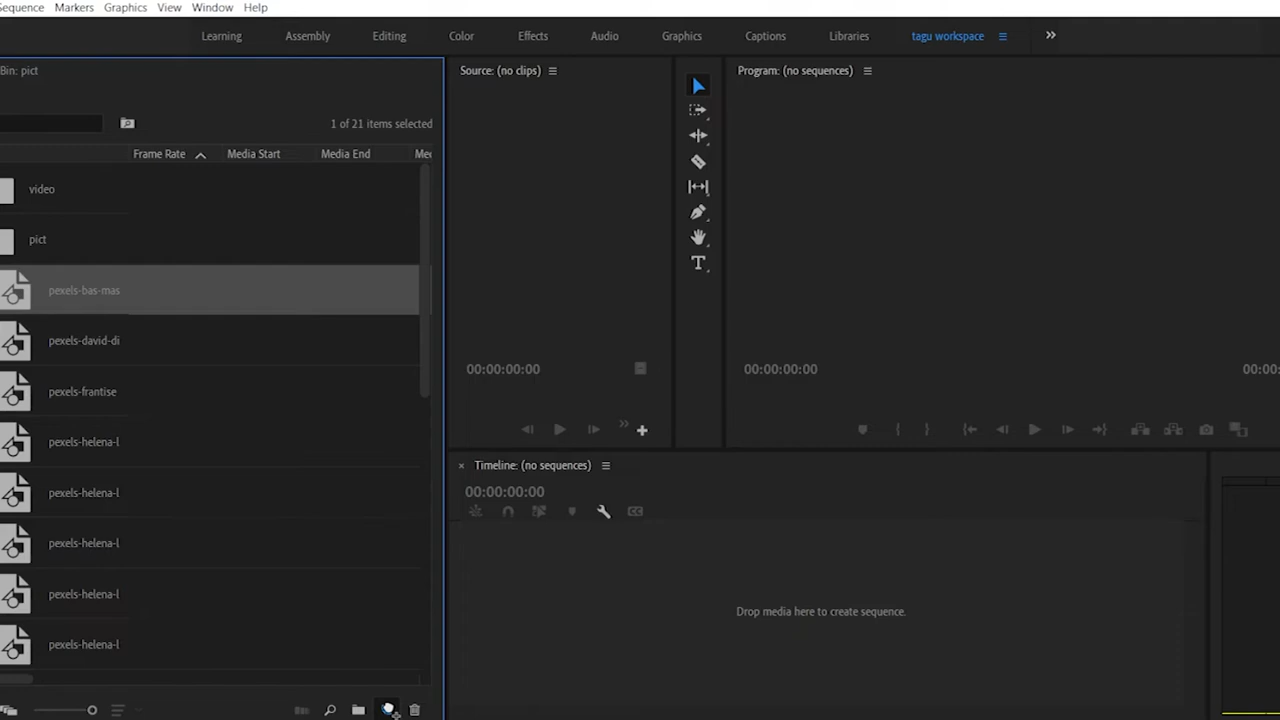 Sequence Markers Graphics View Window Help
Learning Assembly Editing Color Effects Audio Graphics Captions Libraries tagu workspace
Bin: pict
Source: (no clips)
Program: (no sequences)
1 of 21 items selected
Frame Rate Media Start Media End Mec
video
pict
pexels-bas-mas
pexels-david-di
pexels-frantise
pexels-helena-l
pexels-helena-l
pexels-helena-l
pexels-helena-l
pexels-helena-l
00:00:00:00
00:00:00:00
00:00:
Timeline: (no sequences)
00:00:00:00
CC
Drop media here to create sequence.